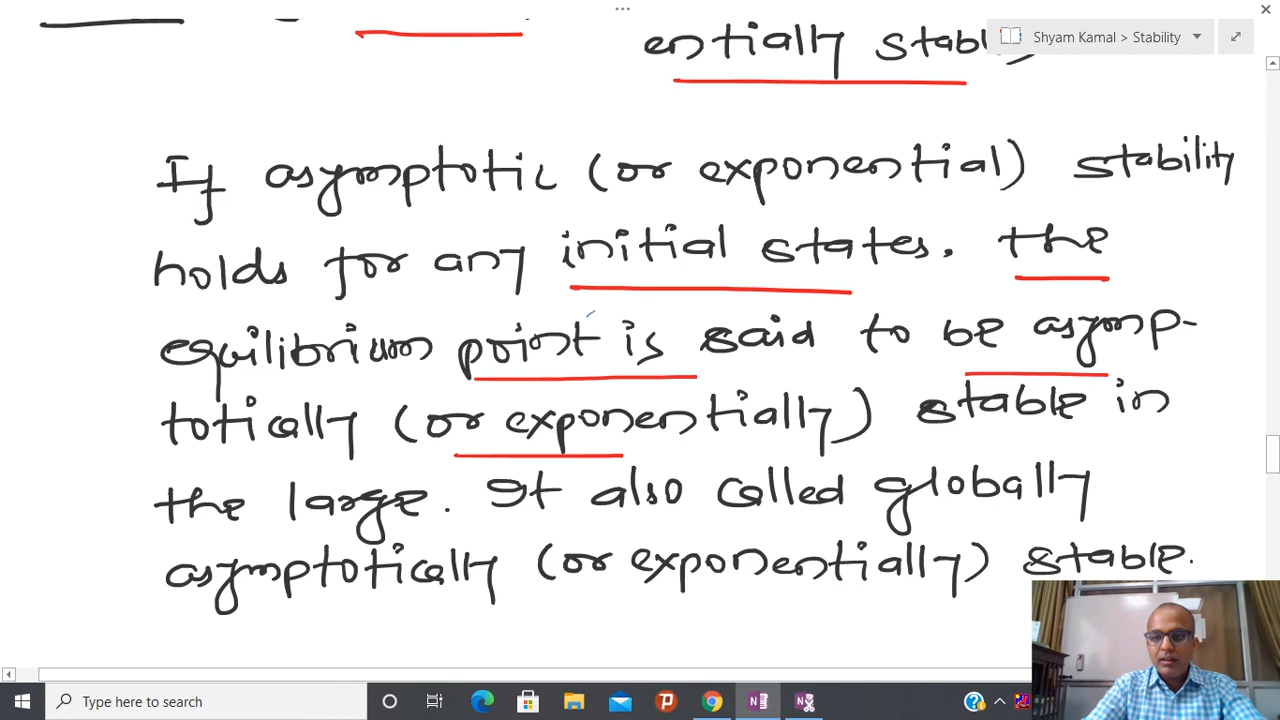 Shyam Kamal > Stability
entially stabl
If asymptotic (or exponential) stability
holds for any initial states. the
equilibrium point is said to be asymp-
totically (or exponentially) stable in
the large. It also called globally
asymptotically (or exponentially) stable.
Type here to search